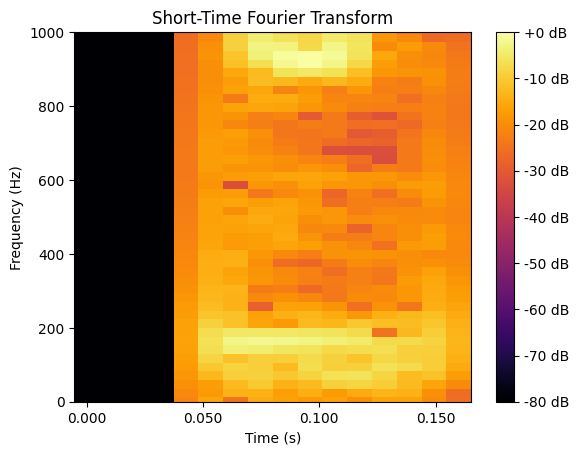 Short-Time Fourier Transform
1000
800
600
400
200
0
Frequency (Hz)
0.000
0.050
0.100
0.150
Time (s)
+0 dB
-10 dB
-20 dB
-30 dB
-40 dB
-50 dB
-60 dB
-70 dB
-80 dB